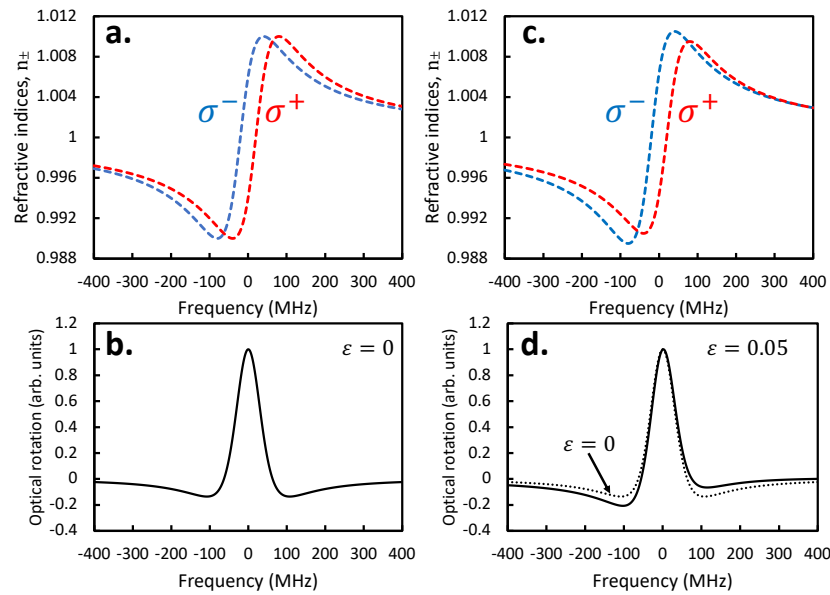 a.
Refractive indices, n±
1.012
1.008
1.004
1
0.996
0.992
0.988
σ⁻
σ⁺
-400 -300 -200 -100 0 100 200 300 400
Frequency (MHz)
c.
Refractive indices, n±
1.012
1.008
1.004
1
0.996
0.992
0.988
σ⁻
σ⁺
-400 -300 -200 -100 0 100 200 300 400
Frequency (MHz)
b.
ε = 0
Optical rotation (arb. units)
1.2
1
0.8
0.6
0.4
0.2
0
-0.2
-0.4
-400 -300 -200 -100 0 100 200 300 400
Frequency (MHz)
d.
ε = 0.05
ε = 0
Optical rotation (arb. units)
1.2
1
0.8
0.6
0.4
0.2
0
-0.2
-0.4
-400 -300 -200 -100 0 100 200 300 400
Frequency (MHz)